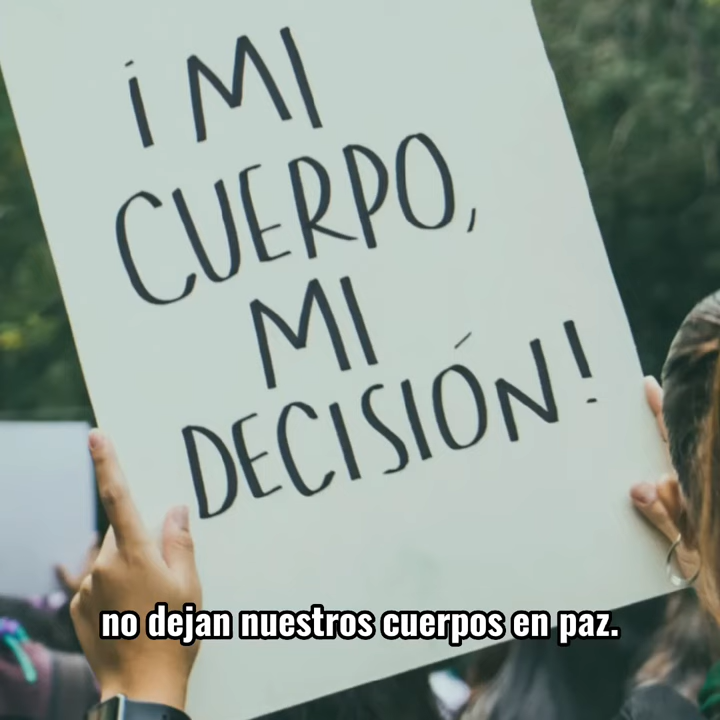 ¡MI
CUERPO,
MI
DECISIÓN!
no dejan nuestros cuerpos en paz.